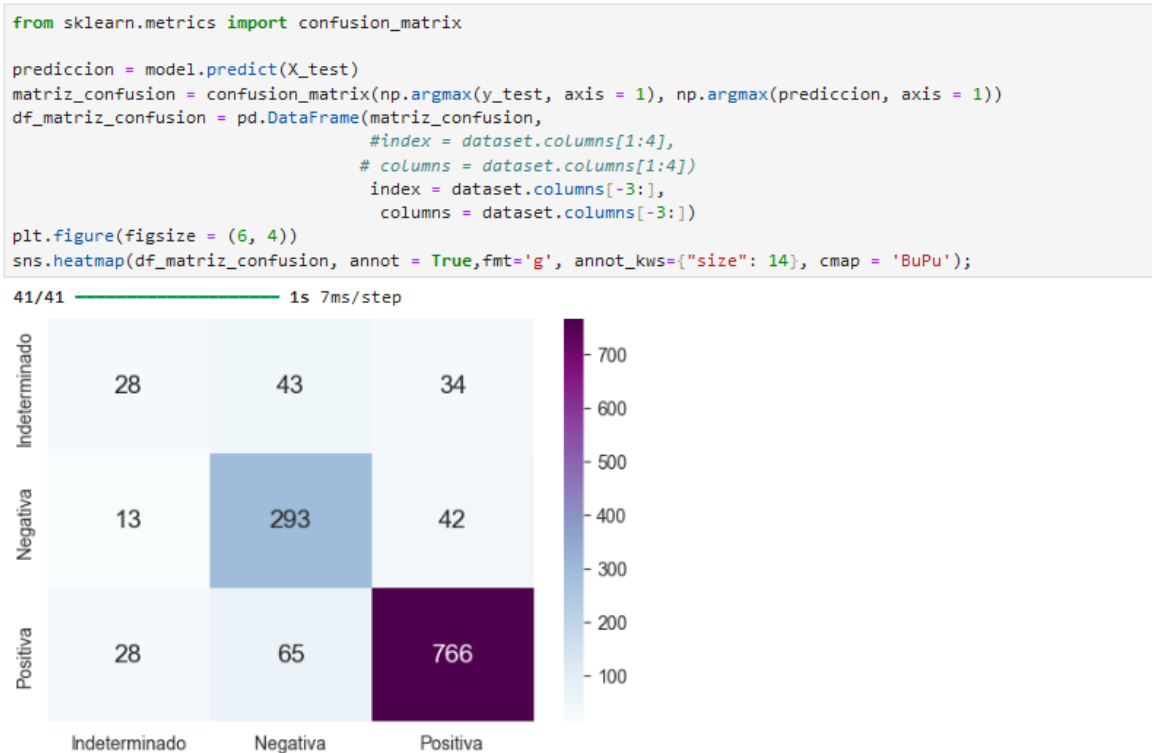 from sklearn.metrics import confusion_matrix
prediccion = model.predict(X_test)
matriz_confusion = confusion_matrix(np.argmax(y_test, axis = 1), np.argmax(prediccion, axis = 1))
df_matriz_confusion = pd.DataFrame(matriz_confusion,
#index = dataset.columns[1:4],
# columns = dataset.columns[1:4])
index = dataset.columns[-3:],
columns = dataset.columns[-3:])
plt.figure(figsize = (6, 4))
sns.heatmap(df_matriz_confusion, annot = True,fmt='g', annot_kws={"size": 14}, cmap = 'BuPu');
41/41 ━━━━━━━━━━━━━━━━━━━━ 1s 7ms/step
Indeterminado 28 43 34
Negativa 13 293 42
Positiva 28 65 766
Indeterminado Negativa Positiva
700
600
500
400
300
200
100